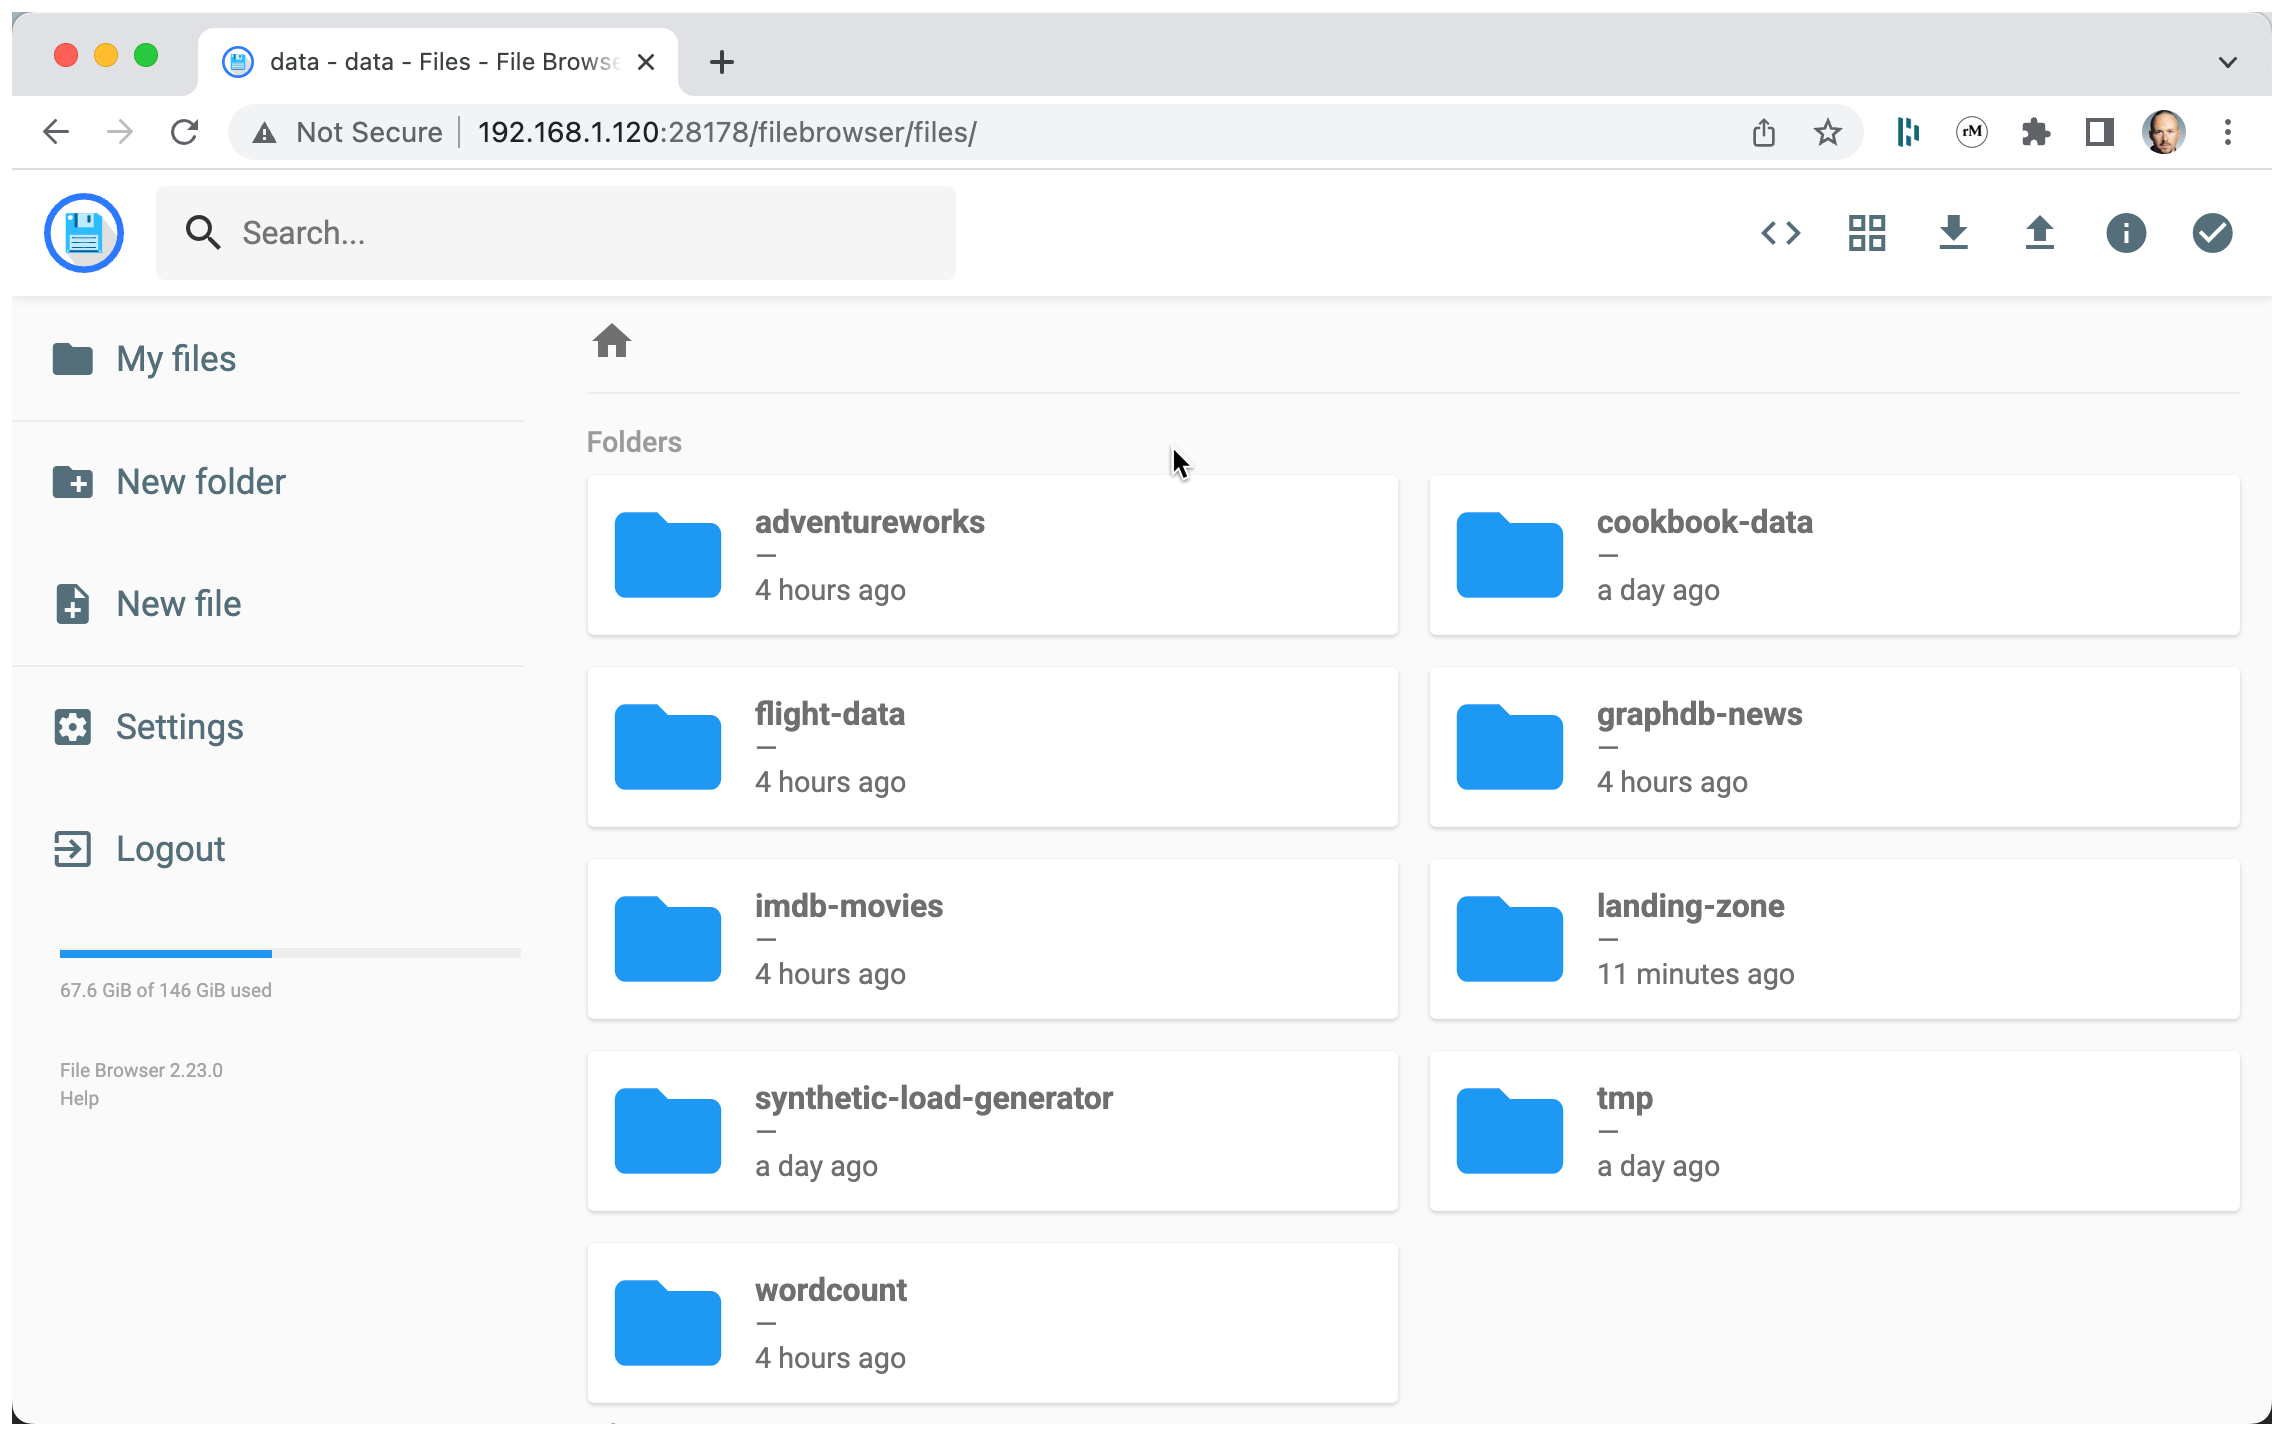 data - data - Files - File Browse
Not Secure
192.168.1.120:28178/filebrowser/files/
rM
Search...
My files
New folder
New file
Settings
Logout
67.6 GiB of 146 GiB used
File Browser 2.23.0
Help
Folders
adventureworks
—
4 hours ago
cookbook-data
—
a day ago
flight-data
—
4 hours ago
graphdb-news
—
4 hours ago
imdb-movies
—
4 hours ago
landing-zone
—
11 minutes ago
synthetic-load-generator
—
a day ago
tmp
—
a day ago
wordcount
—
4 hours ago